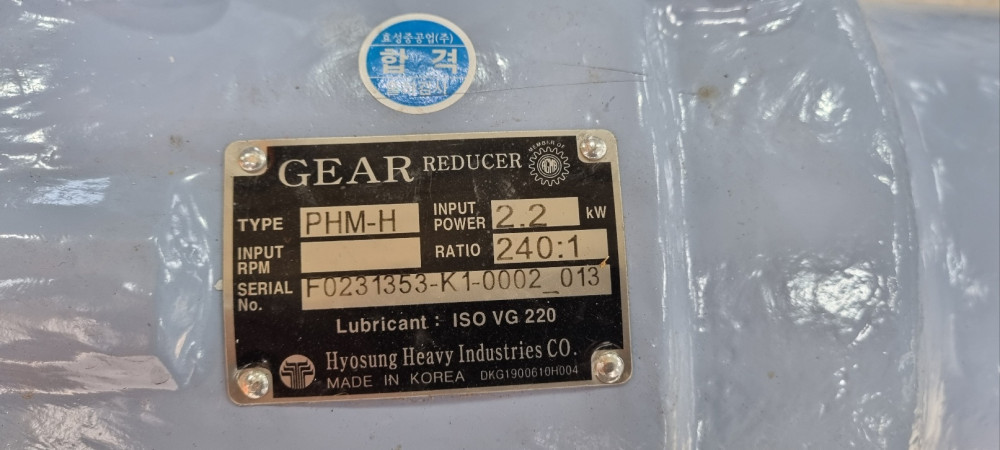 효성중공업(주)
합격
GEAR REDUCER
MEMBER OF
AGMA
TYPE PHM-H INPUT POWER 2.2 kW
INPUT RPM RATIO 240:1
SERIAL No. F0231353-K1-0002_013
Lubricant : ISO VG 220
Hyosung Heavy Industries CO.
MADE IN KOREA DKG1900610H004